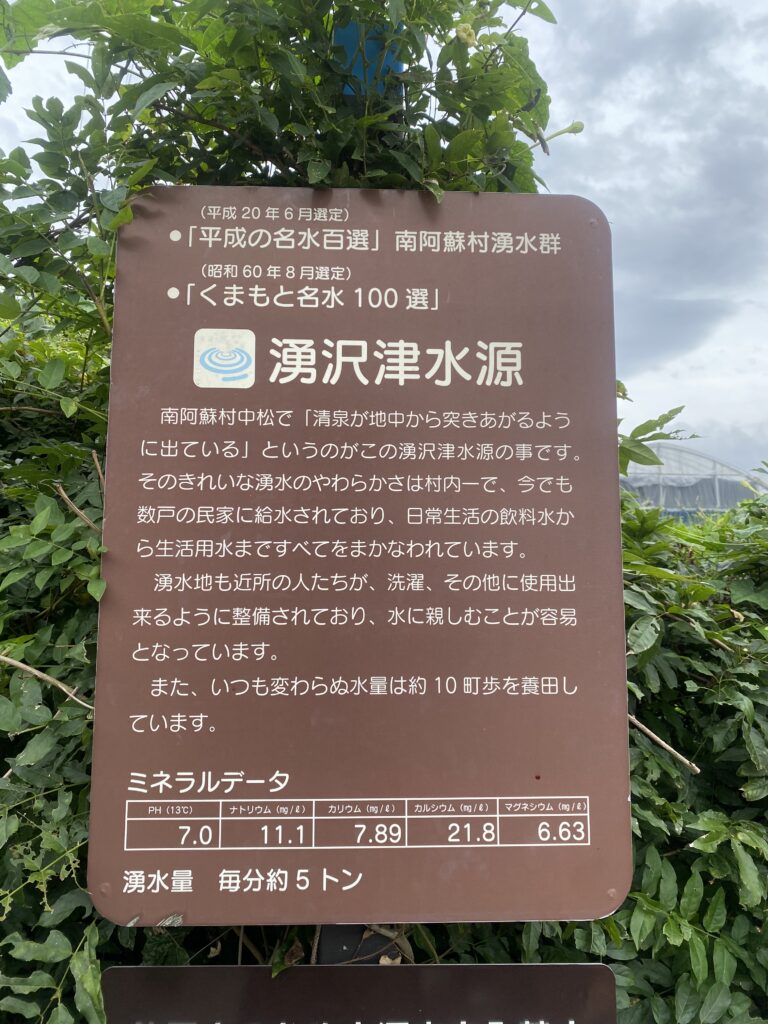 (平成20年6月選定)
●「平成の名水百選」南阿蘇村湧水群
(昭和60年8月選定)
●「くまもと名水100選」
湧沢津水源
南阿蘇村中松で「清泉が地中から突きあがるよう
に出ている」というのがこの湧沢津水源の事です。
そのきれいな湧水のやわらかさは村内一で、今でも
数戸の民家に給水されており、日常生活の飲料水か
ら生活用水まですべてをまかなわれています。
湧水地も近所の人たちが、洗濯、その他に使用出
来るように整備されており、水に親しむことが容易
となっています。
また、いつも変わらぬ水量は約10町歩を養田し
ています。
ミネラルデータ
PH(13℃) ナトリウム(mg/ℓ) カリウム(mg/ℓ) カルシウム(mg/ℓ) マグネシウム(mg/ℓ)
7.0 11.1 7.89 21.8 6.63
湧水量 毎分約5トン